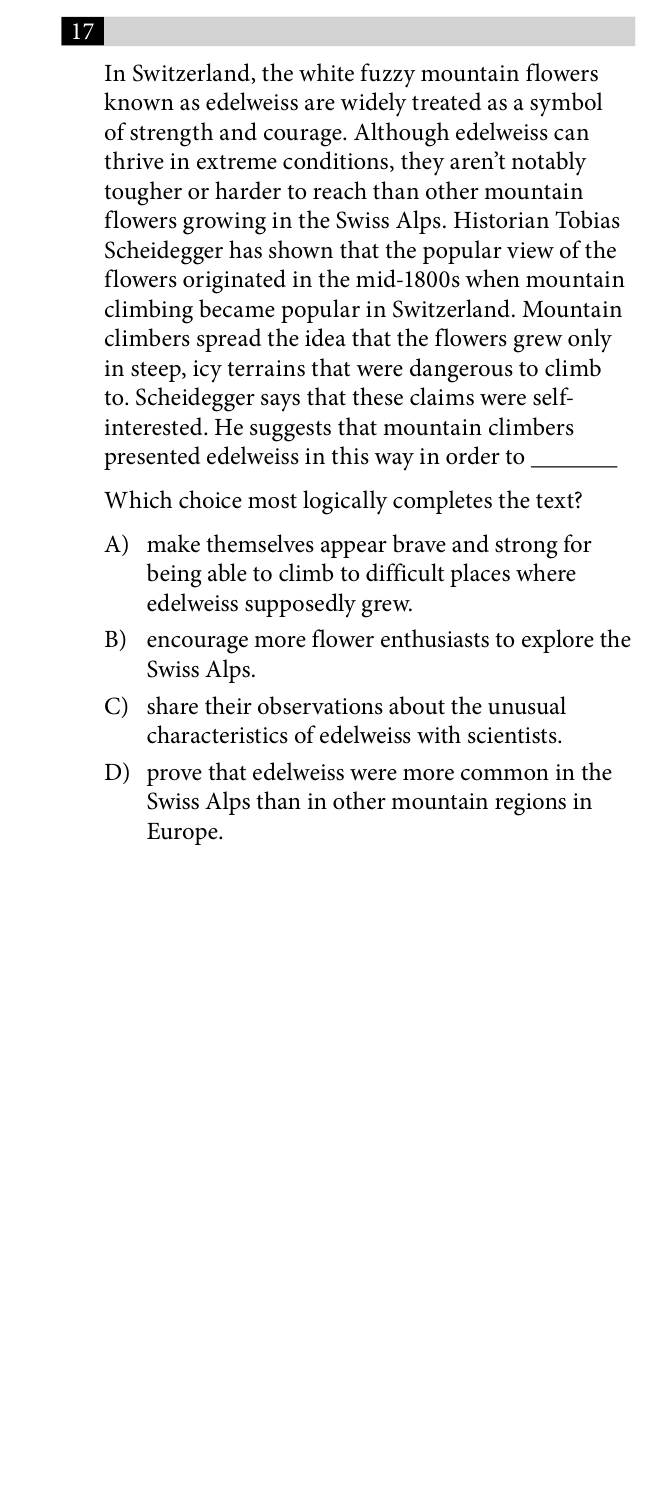 17
In Switzerland, the white fuzzy mountain flowers
known as edelweiss are widely treated as a symbol
of strength and courage. Although edelweiss can
thrive in extreme conditions, they aren’t notably
tougher or harder to reach than other mountain
flowers growing in the Swiss Alps. Historian Tobias
Scheidegger has shown that the popular view of the
flowers originated in the mid-1800s when mountain
climbing became popular in Switzerland. Mountain
climbers spread the idea that the flowers grew only
in steep, icy terrains that were dangerous to climb
to. Scheidegger says that these claims were self-
interested. He suggests that mountain climbers
presented edelweiss in this way in order to _______
Which choice most logically completes the text?
A) make themselves appear brave and strong for
being able to climb to difficult places where
edelweiss supposedly grew.
B) encourage more flower enthusiasts to explore the
Swiss Alps.
C) share their observations about the unusual
characteristics of edelweiss with scientists.
D) prove that edelweiss were more common in the
Swiss Alps than in other mountain regions in
Europe.